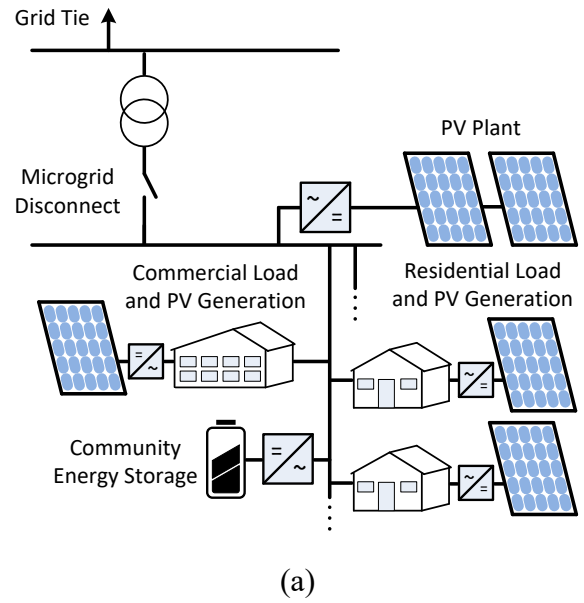 Grid Tie
PV Plant
Microgrid
Disconnect
~
=
Commercial Load
and PV Generation
Residential Load
and PV Generation
=
~
~
=
Community
Energy Storage
=
~
~
=
(a)